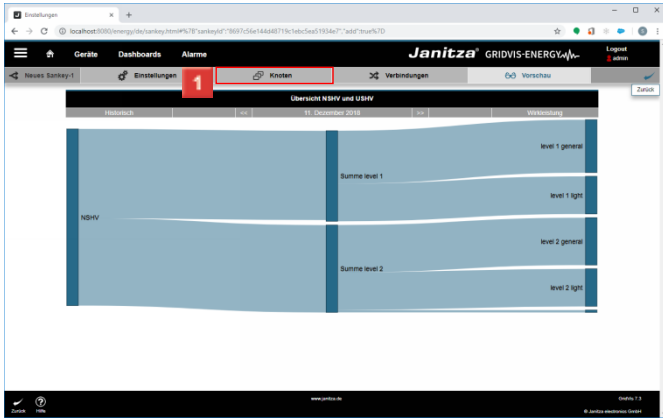 Einstellungen
localhost:8080/energy/de/sankey.html#%7B"sankeyId":"8697c56e144d48719c1ebc5ea51934e7","add":true%7D
Geräte Dashboards Alarme Janitza® GRIDVIS-ENERGY Logout
admin
Neues Sankey-1 Einstellungen 1 Knoten Verbindungen Vorschau
Zurück
Übersicht NSHV und USHV
Historisch << 11. Dezember 2018 >> Wirkleistung
level 1 general
Summe level 1
level 1 light
NSHV
level 2 general
Summe level 2
level 2 light
Zurück Hilfe www.janitza.de GridVis 7.3
© Janitza electronics GmbH